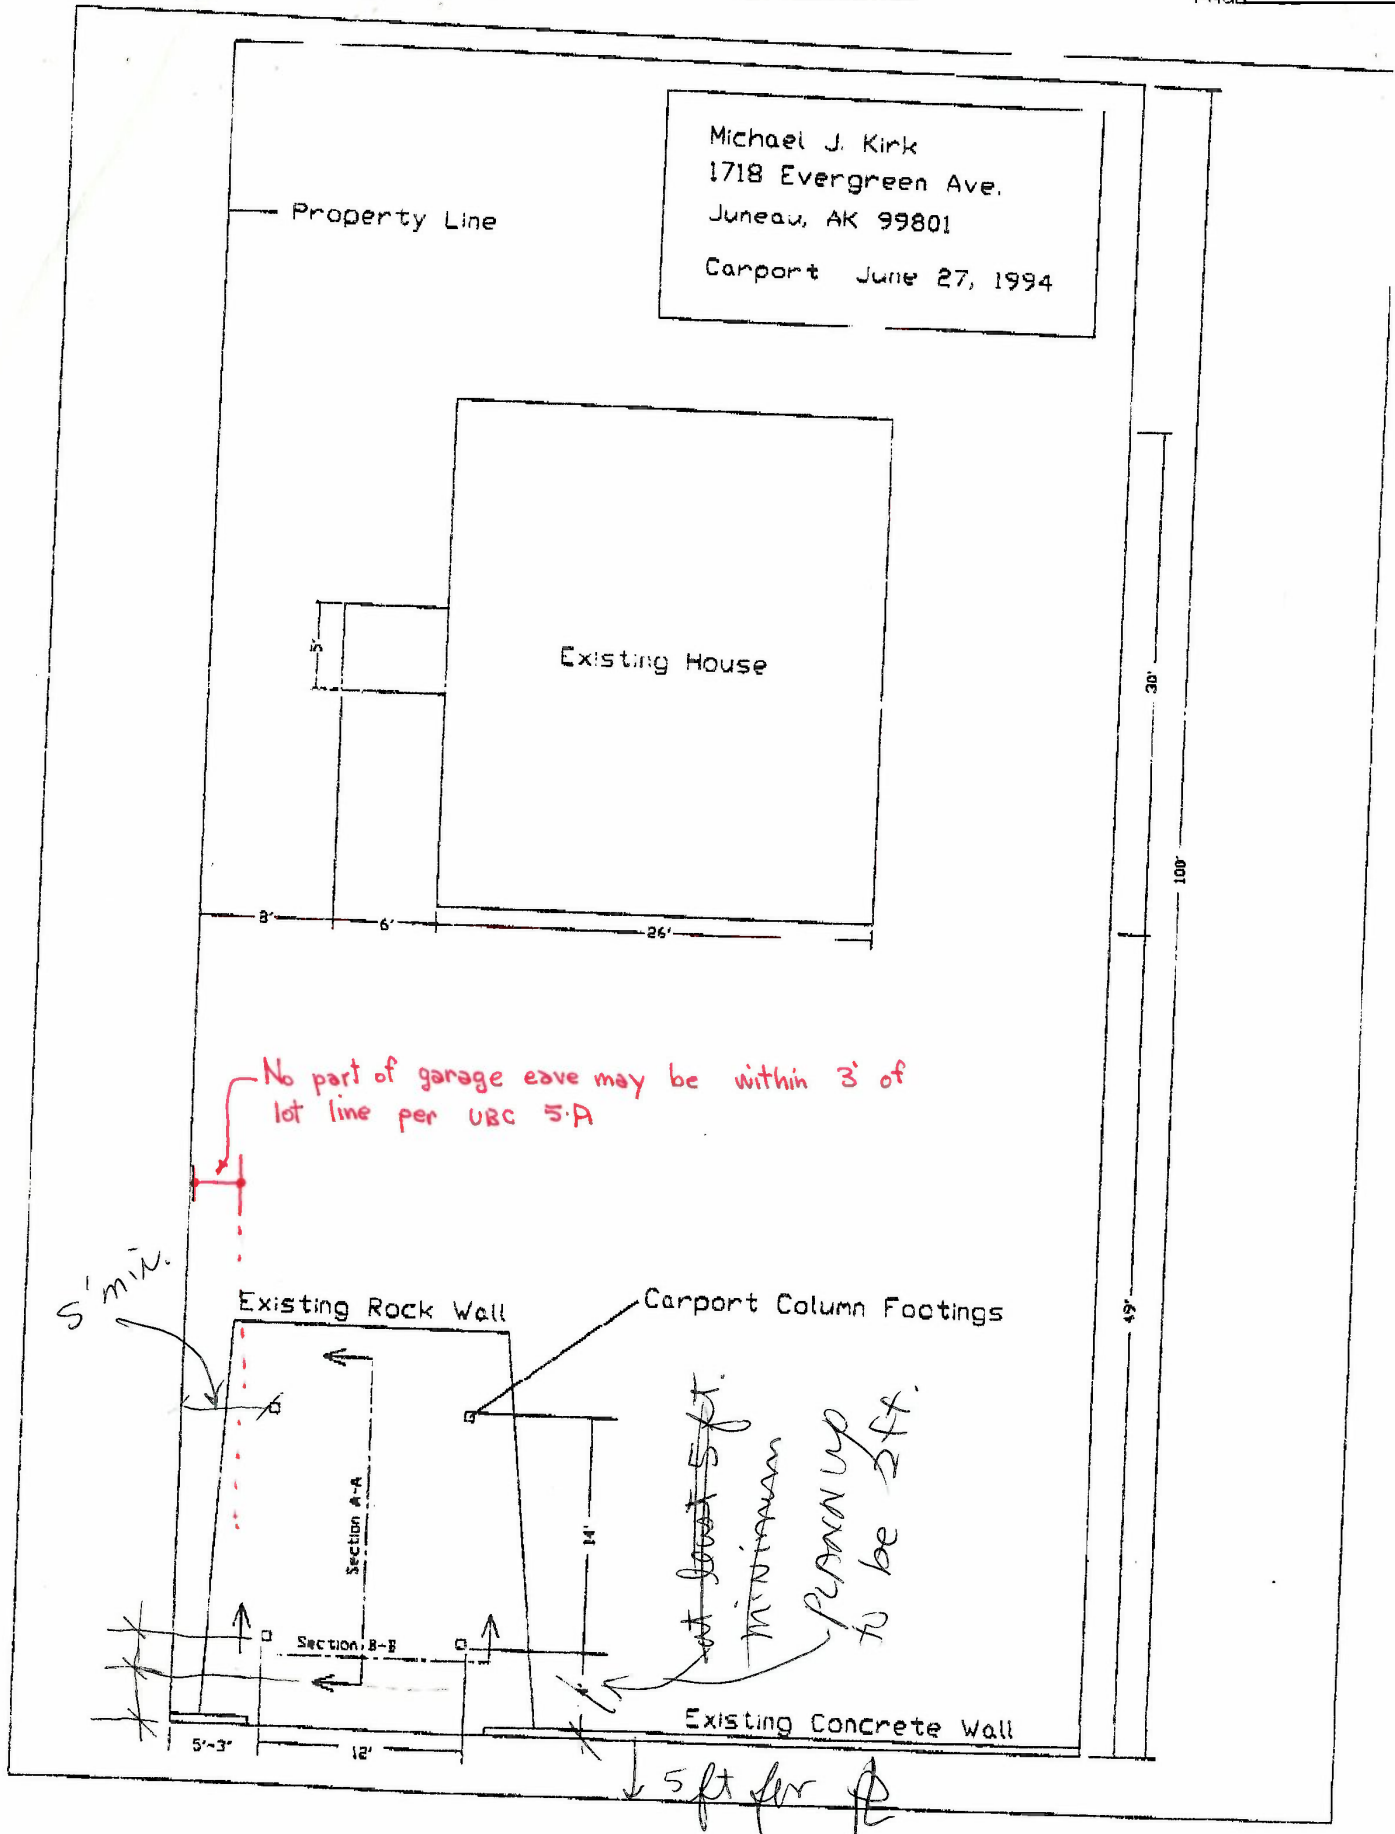 Michael J. Kirk
1718 Evergreen Ave.
Juneau, AK 99801
Carport June 27, 1994
Property Line
5'
Existing House
30'
100'
8'
6'
26'
No part of garage eave may be within 3' of
lot line per UBC 5-A
5' min.
Existing Rock Wall
Carport Column Footings
49'
Section A-A
14'
at least 5 ft.
minimum
to be 2 ft.
Section B-B
Existing Concrete Wall
5'-3"
12'
5 ft for